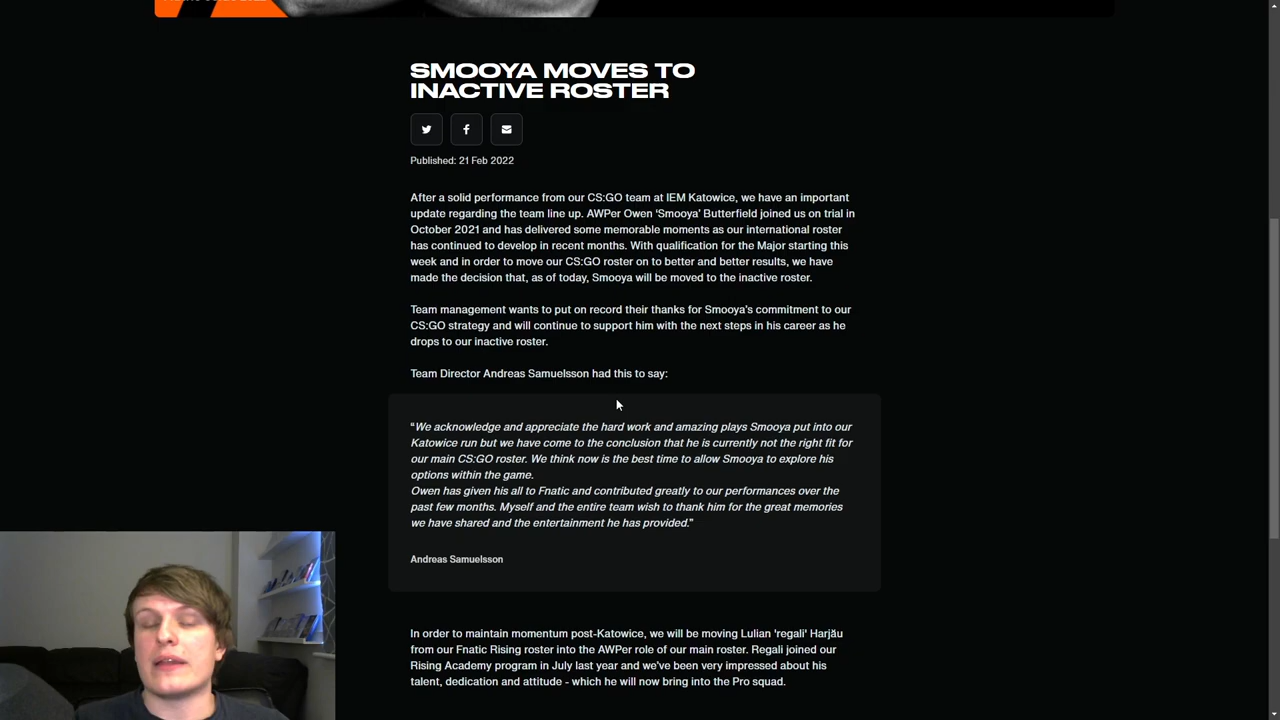 SMOOYA MOVES TO
INACTIVE ROSTER
Published: 21 Feb 2022
After a solid performance from our CS:GO team at IEM Katowice, we have an important
update regarding the team line up. AWPer Owen ‘Smooya’ Butterfield joined us on trial in
October 2021 and has delivered some memorable moments as our international roster
has continued to develop in recent months. With qualification for the Major starting this
week and in order to move our CS:GO roster on to better and better results, we have
made the decision that, as of today, Smooya will be moved to the inactive roster.
Team management wants to put on record their thanks for Smooya’s commitment to our
CS:GO strategy and will continue to support him with the next steps in his career as he
drops to our inactive roster.
Team Director Andreas Samuelsson had this to say:
“We acknowledge and appreciate the hard work and amazing plays Smooya put into our
Katowice run but we have come to the conclusion that he is currently not the right fit for
our main CS:GO roster. We think now is the best time to allow Smooya to explore his
options within the game.
Owen has given his all to Fnatic and contributed greatly to our performances over the
past few months. Myself and the entire team wish to thank him for the great memories
we have shared and the entertainment he has provided.”
Andreas Samuelsson
In order to maintain momentum post-Katowice, we will be moving Lulian 'regali' Harjău
from our Fnatic Rising roster into the AWPer role of our main roster. Regali joined our
Rising Academy program in July last year and we’ve been very impressed about his
talent, dedication and attitude - which he will now bring into the Pro squad.